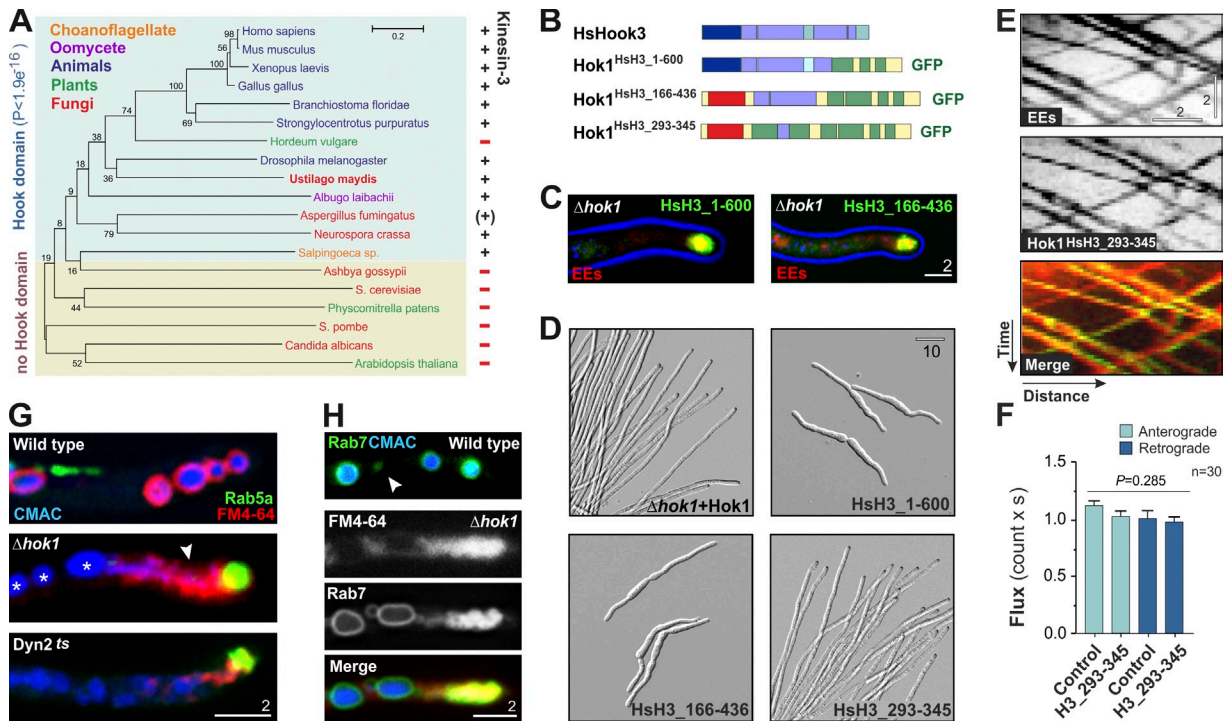 A
Choanoflagellate
Oomycete
Animals
Plants
Fungi
Hook domain (P<1.9e-16)
no Hook domain
0.2
Kinesin-3
Homo sapiens +
Mus musculus +
Xenopus laevis +
Gallus gallus +
Branchiostoma floridae +
Strongylocentrotus purpuratus +
Hordeum vulgare −
Drosophila melanogaster +
Ustilago maydis +
Albugo laibachii +
Aspergillus fumingatus (+)
Neurospora crassa +
Salpingoeca sp. +
Ashbya gossypii −
S. cerevisiae −
Physcomitrella patens −
S. pombe −
Candida albicans −
Arabidopsis thaliana −
98
56
100
100
74
69
38
36
18
9
79
8
16
19
44
52
B
HsHook3
Hok1HsH3_1-600 GFP
Hok1HsH3_166-436 GFP
Hok1HsH3_293-345 GFP
C
Δhok1 HsH3_1-600
EEs
Δhok1 HsH3_166-436
EEs
2
D
Δhok1+Hok1
10
HsH3_1-600
HsH3_166-436
HsH3_293-345
E
EEs
2
2
Hok1HsH3_293-345
Merge
Time
Distance
F
Anterograde
Retrograde
n=30
P=0.285
Flux (count x s)
1.5
1.0
0.5
0.0
Control
H3_293-345
Control
H3_293-345
G
Wild type
Rab5a
CMAC FM4-64
Δhok1
* * *
Dyn2 ts
2
H
Rab7 CMAC Wild type
FM4-64 Δhok1
Rab7
Merge
2